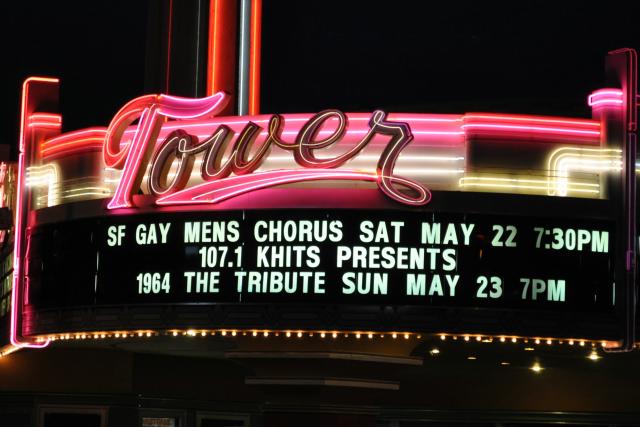 Tower
SF GAY MENS CHORUS SAT MAY 22 7:30PM
107.1 KHITS PRESENTS
1964 THE TRIBUTE SUN MAY 23 7PM